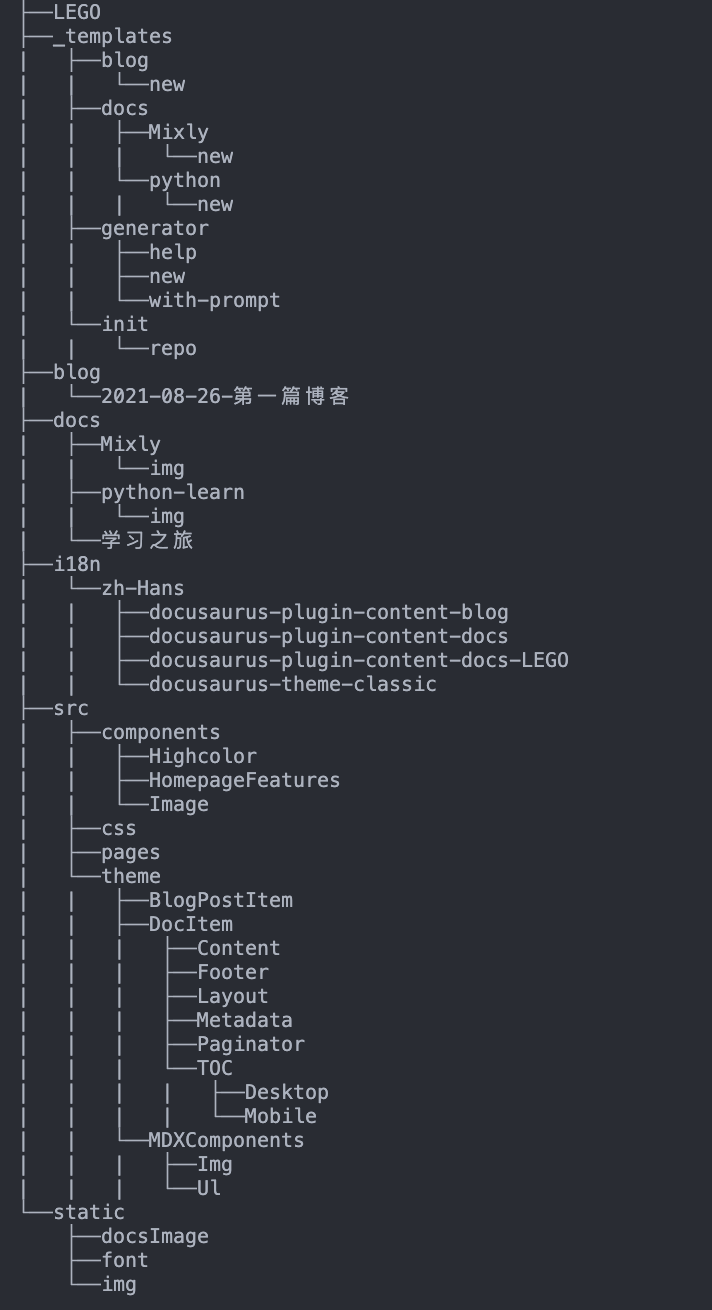 ├──LEGO
├──_templates
|   ├──blog
|   |   └──new
|   ├──docs
|   |   ├──Mixly
|   |   |   └──new
|   |   └──python
|   |   |   └──new
|   ├──generator
|   |   ├──help
|   |   ├──new
|   |   └──with-prompt
|   └──init
|   |   └──repo
├──blog
|   └──2021-08-26-第一篇博客
├──docs
|   ├──Mixly
|   |   └──img
|   ├──python-learn
|   |   └──img
|   └──学习之旅
├──i18n
|   └──zh-Hans
|   |   ├──docusaurus-plugin-content-blog
|   |   ├──docusaurus-plugin-content-docs
|   |   ├──docusaurus-plugin-content-docs-LEGO
|   |   └──docusaurus-theme-classic
├──src
|   ├──components
|   |   ├──Highcolor
|   |   ├──HomepageFeatures
|   |   └──Image
|   ├──css
|   ├──pages
|   └──theme
|   |   ├──BlogPostItem
|   |   ├──DocItem
|   |   |   ├──Content
|   |   |   ├──Footer
|   |   |   ├──Layout
|   |   |   ├──Metadata
|   |   |   ├──Paginator
|   |   |   └──TOC
|   |   |   |   ├──Desktop
|   |   |   |   └──Mobile
|   |   └──MDXComponents
|   |   |   ├──Img
|   |   |   └──Ul
└──static
    ├──docsImage
    ├──font
    └──img